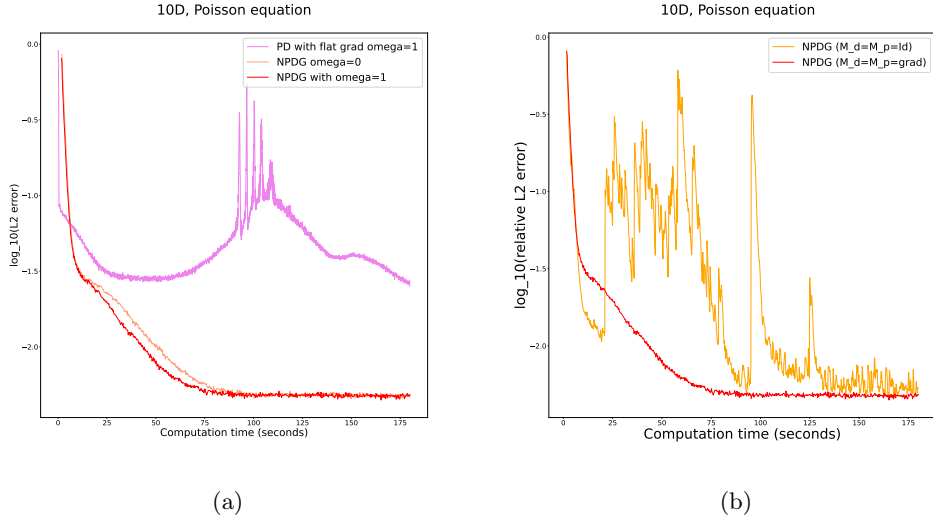 10D, Poisson equation
PD with flat grad omega=1
NPDG omega=0
NPDG with omega=1
log_10(L2 error)
0.0
−0.5
−1.0
−1.5
−2.0
0
25
50
75
100
125
150
175
Computation time (seconds)
(a)
10D, Poisson equation
NPDG (M_d=M_p=Id)
NPDG (M_d=M_p=grad)
log_10(relative L2 error)
0.0
−0.5
−1.0
−1.5
−2.0
0
25
50
75
100
125
150
175
Computation time (seconds)
(b)